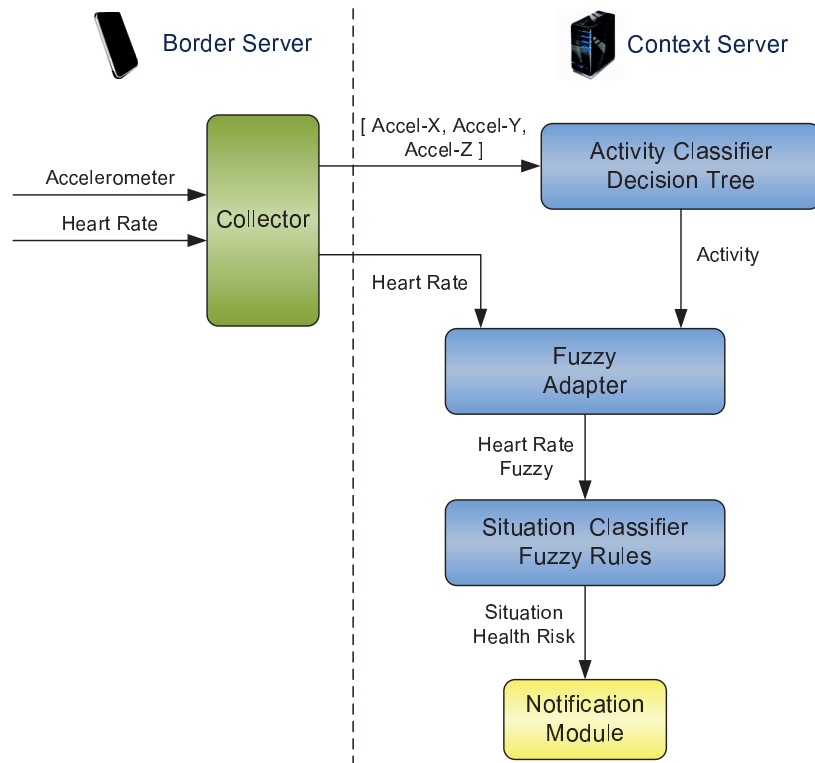 Border Server
Context Server
Accelerometer
Heart Rate
Collector
[ Accel-X, Accel-Y,
Accel-Z ]
Activity Classifier
Decision Tree
Activity
Heart Rate
Fuzzy
Adapter
Heart Rate
Fuzzy
Situation Classifier
Fuzzy Rules
Situation
Health Risk
Notification
Module